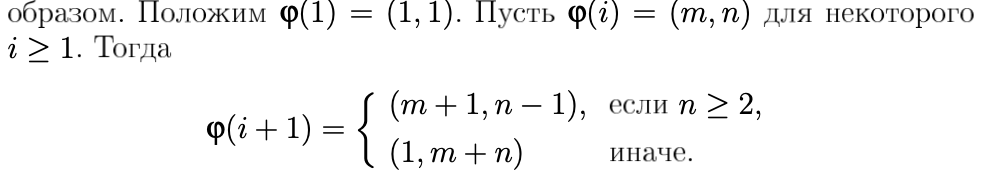 образом. Положим φ(1) = (1, 1). Пусть φ(i) = (m, n) для некоторого
i ≥ 1. Тогда
φ(i + 1) = { (m + 1, n − 1), если n ≥ 2,
(1, m + n) иначе.